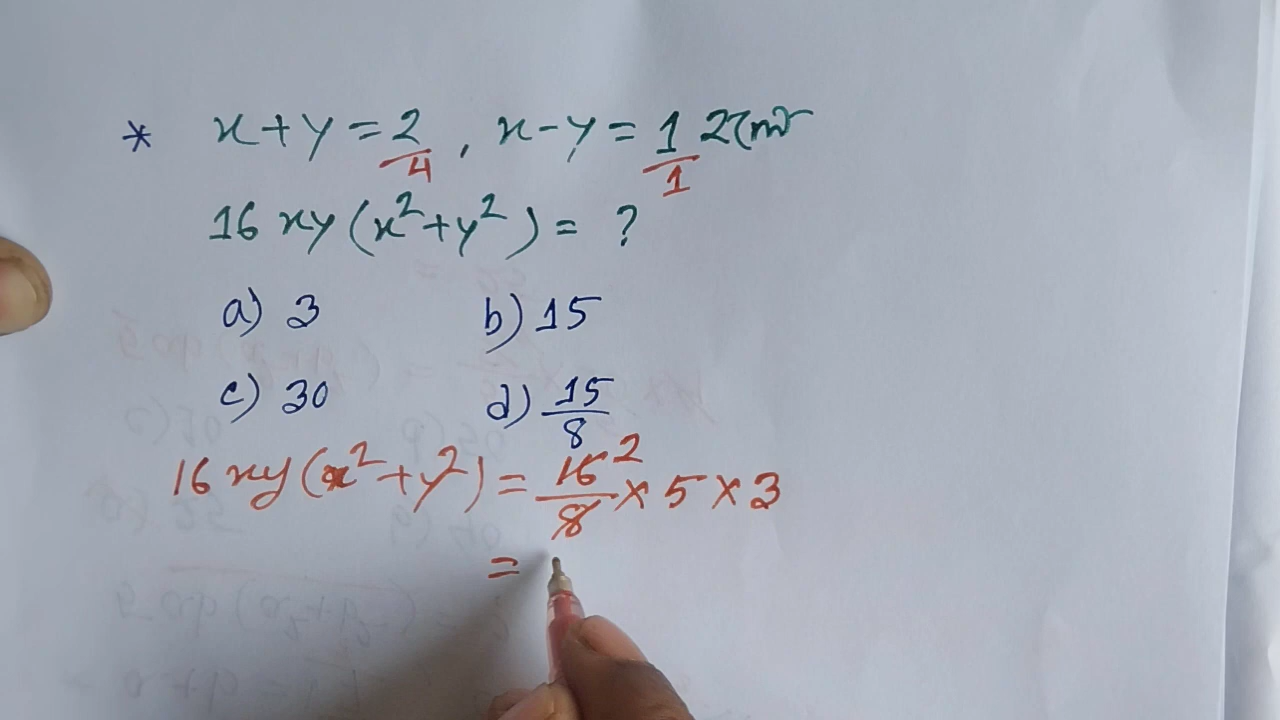 * x+y=2, x-y=1 হলে
4 1
16 xy(x²+y²) = ?
a) 3 b) 15
c) 30 d) 15/8
16 xy(x²+y²) = 16/8 2 × 5 × 3
=